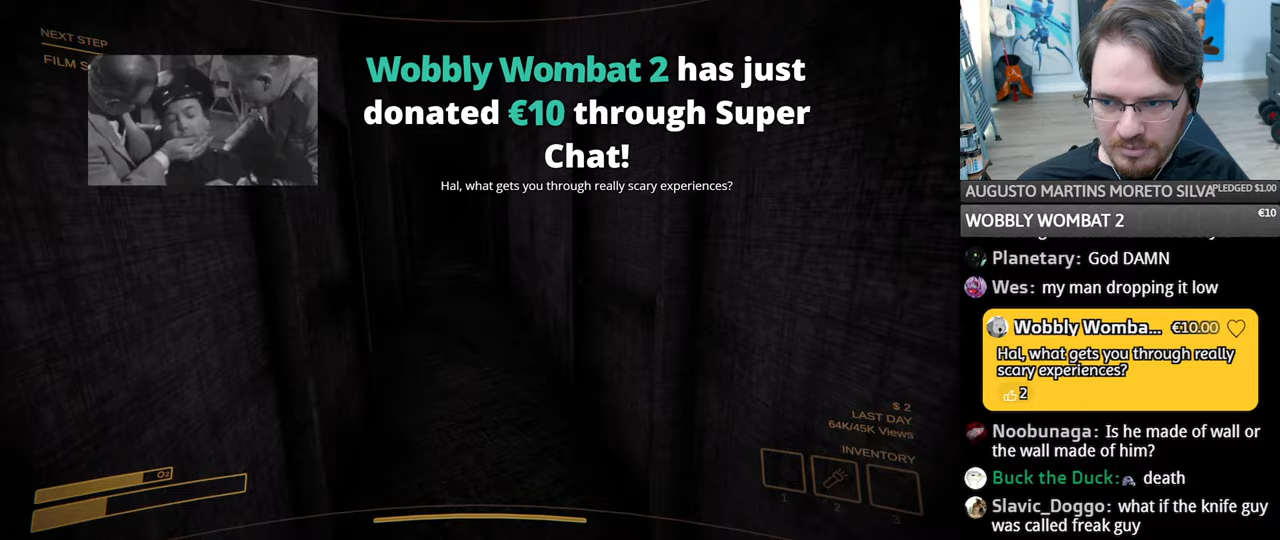 NEXT STEP
FILM S
Wobbly Wombat 2 has just
donated €10 through Super
Chat!
Hal, what gets you through really scary experiences?
O2
$ 2
LAST DAY
64K/45K Views
INVENTORY
1
2
3
AUGUSTO MARTINS MORETO SILVA PLEDGED $1.00
WOBBLY WOMBAT 2 €10
Planetary: God DAMN
Wes: my man dropping it low
Wobbly Womba... €10.00
Hal, what gets you through really
scary experiences?
2
Noobunaga: Is he made of wall or
the wall made of him?
Buck the Duck: death
Slavic_Doggo: what if the knife guy
was called freak guy